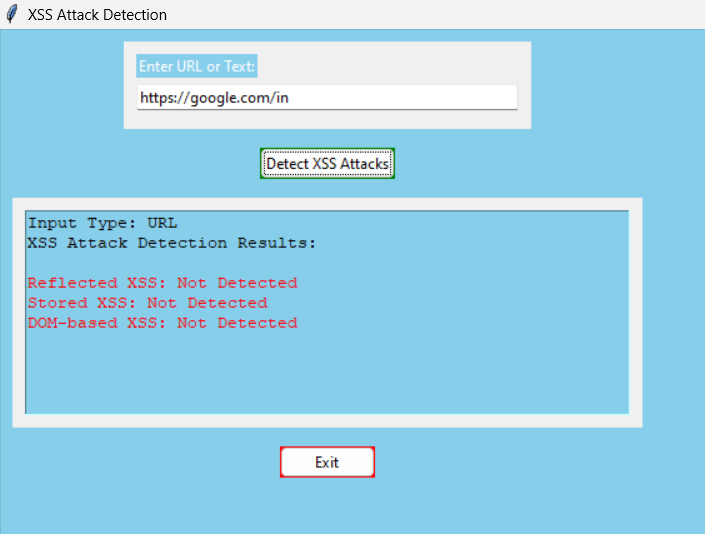 XSS Attack Detection
Enter URL or Text:
https://google.com/in
Detect XSS Attacks
Input Type: URL
XSS Attack Detection Results:
Reflected XSS: Not Detected
Stored XSS: Not Detected
DOM-based XSS: Not Detected
Exit